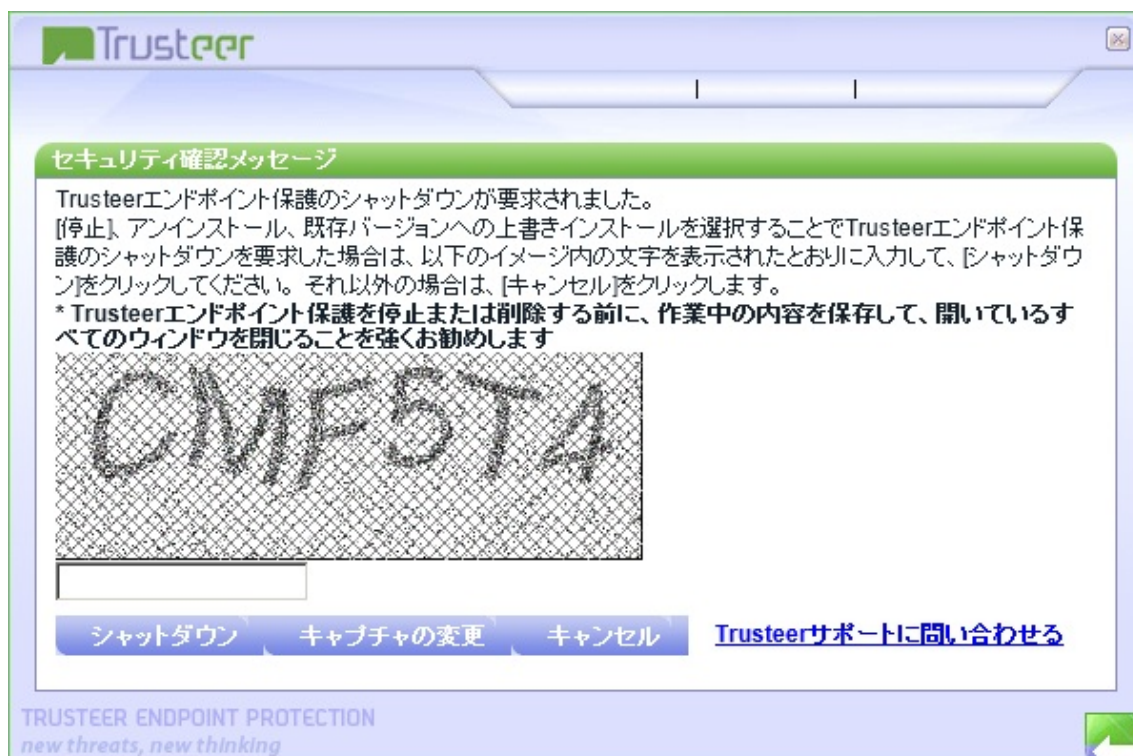 Trusteer
セキュリティ確認メッセージ
Trusteerエンドポイント保護のシャットダウンが要求されました。
[停止]、アンインストール、既存バージョンへの上書きインストールを選択することでTrusteerエンドポイント保
護のシャットダウンを要求した場合は、以下のイメージ内の文字を表示されたとおりに入力して、[シャットダウ
ン]をクリックしてください。それ以外の場合は、[キャンセル]をクリックします。
* Trusteerエンドポイント保護を停止または削除する前に、作業中の内容を保存して、開いているす
べてのウィンドウを閉じることを強くお勧めします
CMF5T4
シャットダウン キャプチャの変更 キャンセル Trusteerサポートに問い合わせる
TRUSTEER ENDPOINT PROTECTION
new threats, new thinking